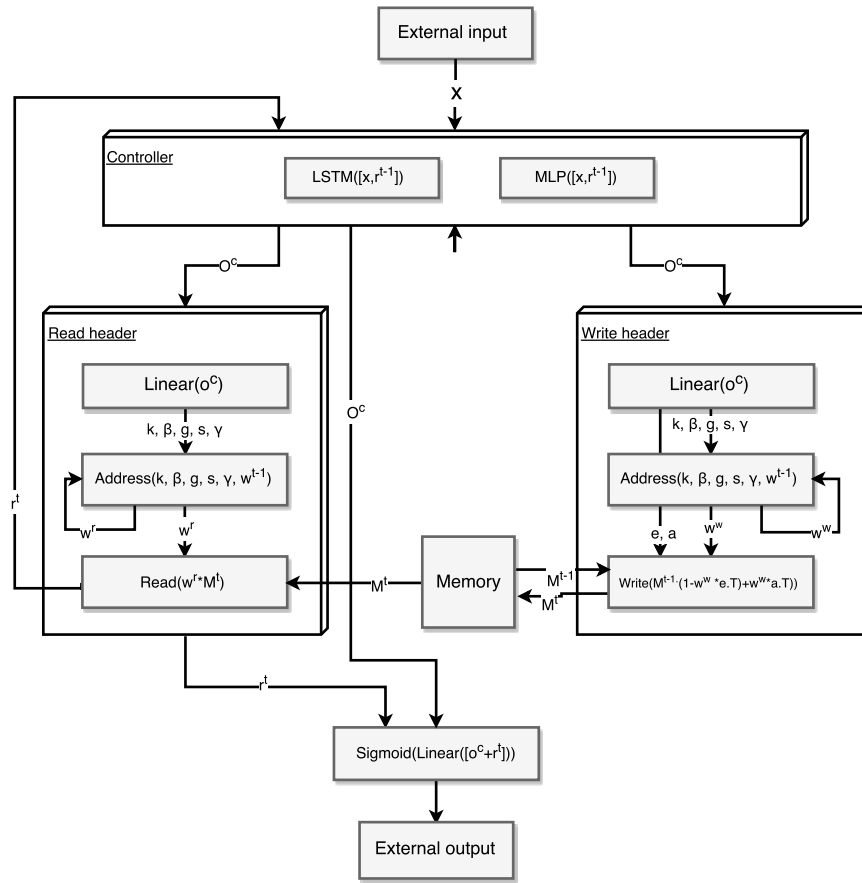 External input
x
Controller
LSTM([x,r^t-1])
MLP([x,r^t-1])
O^c
O^c
Read header
Write header
Linear(o^c)
Linear(o^c)
k, β, g, s, γ
k, β, g, s, γ
O^c
Address(k, β, g, s, γ, w^t-1)
Address(k, β, g, s, γ, w^t-1)
r^t
w^r
w^r
e, a
w^w
w^w
Read(w^r*M^t)
M^t
Memory
M^t-1
M^t
Write(M^t-1·(1-w^w *e.T)+w^w*a.T))
r^t
Sigmoid(Linear([o^c+r^t]))
External output